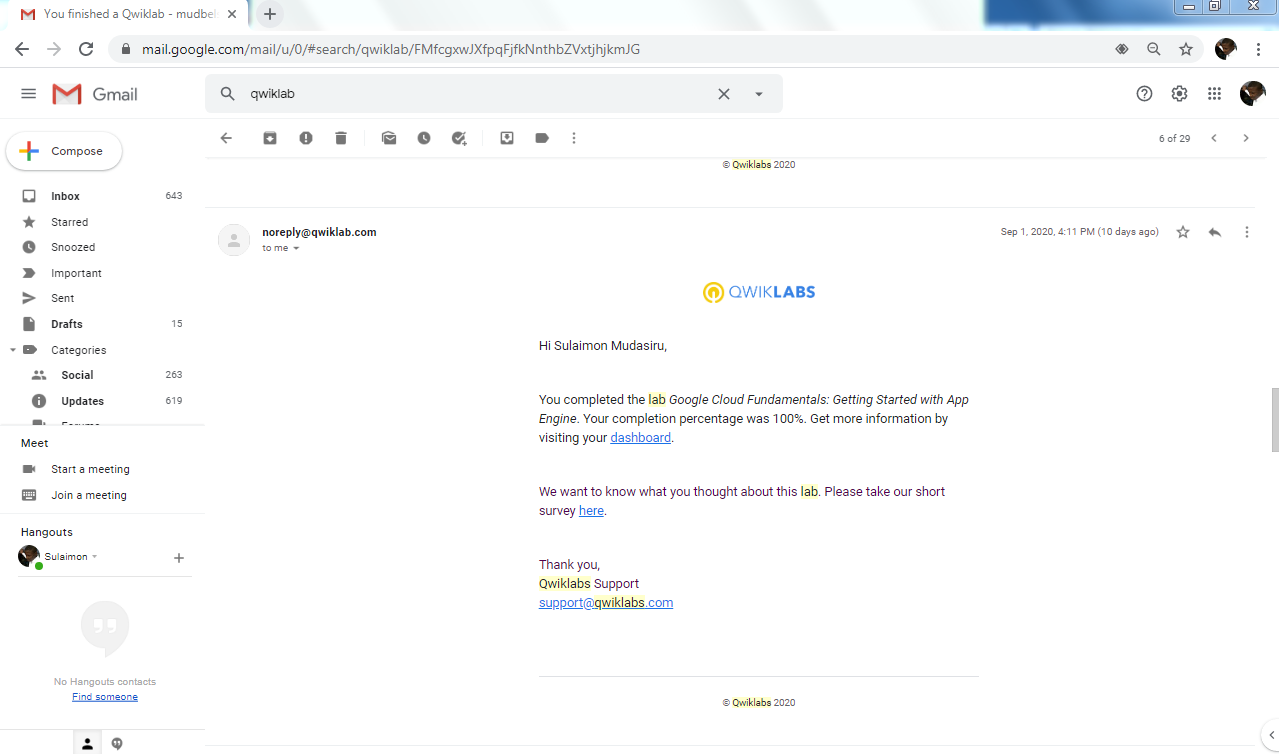 You finished a Qwiklab - mudbel
mail.google.com/mail/u/0/#search/qwiklab/FMfcgxwJXfpqFjfkNnthbZVxtjhjkmJG
Gmail
qwiklab
Compose
6 of 29
Inbox 643
Starred
Snoozed
Important
Sent
Drafts 15
Categories
Social 263
Updates 619
Forums
Meet
Start a meeting
Join a meeting
Hangouts
Sulaimon
No Hangouts contacts
Find someone
© Qwiklabs 2020
noreply@qwiklab.com
to me
Sep 1, 2020, 4:11 PM (10 days ago)
QWIKLABS
Hi Sulaimon Mudasiru,
You completed the lab Google Cloud Fundamentals: Getting Started with App
Engine. Your completion percentage was 100%. Get more information by
visiting your dashboard.
We want to know what you thought about this lab. Please take our short
survey here.
Thank you,
Qwiklabs Support
support@qwiklabs.com
© Qwiklabs 2020